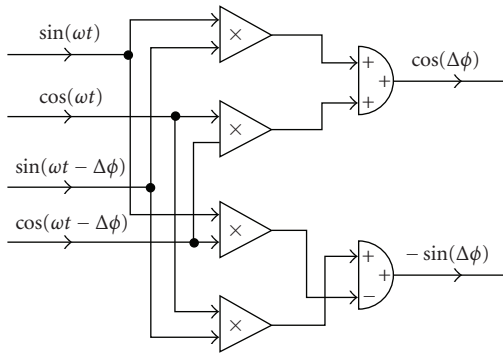 sin(ωt)
cos(ωt)
sin(ωt − Δϕ)
cos(ωt − Δϕ)
×
×
×
×
+
+
+
cos(Δϕ)
+
+
−
− sin(Δϕ)